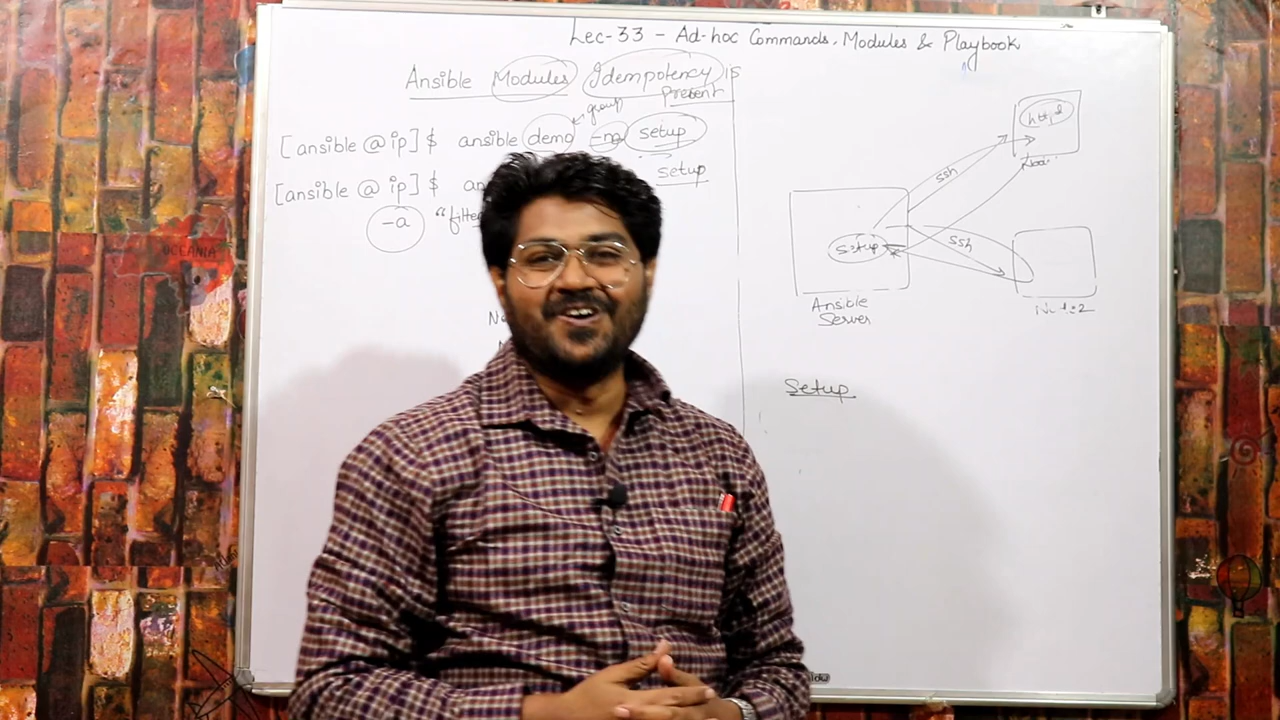 Lec-33 - Ad-hoc Commands, Modules & Playbook
Ansible Modules Idempotency is
present
group
[ansible @ ip] $ ansible demo -m setup
[ansible @ ip] $ an
setup
-a "filte
httpd
ssh
setup
ssh
Ansible
Server
Node2
Setup
OCEANIA